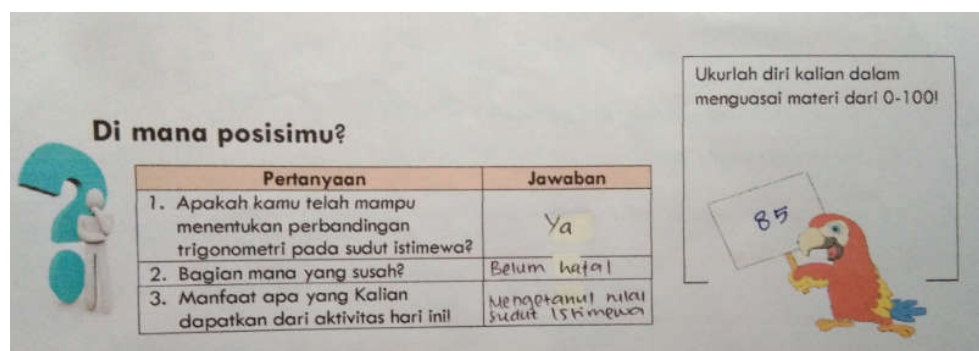 Ukurlah diri kalian dalam
menguasai materi dari 0-100!
Di mana posisimu?
Pertanyaan
Jawaban
1. Apakah kamu telah mampu
menentukan perbandingan
trigonometri pada sudut istimewa?
Ya
2. Bagian mana yang susah?
Belum hafal
3. Manfaat apa yang Kalian
dapatkan dari aktivitas hari ini!
Mengetahui nilai
sudut istimewa
85